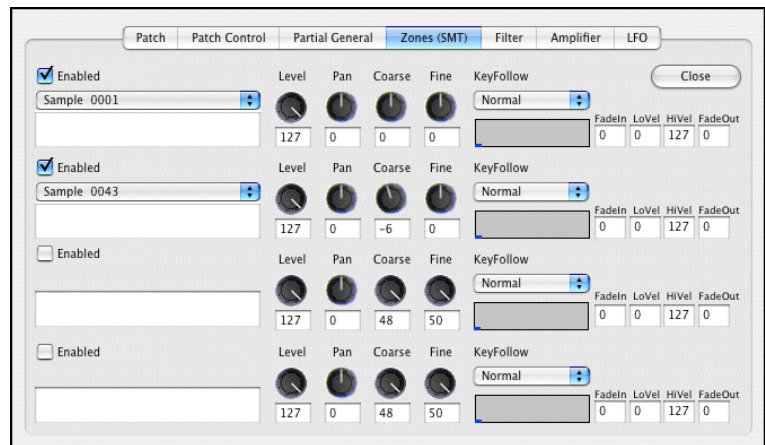 Patch Patch Control Partial General Zones (SMT) Filter Amplifier LFO
Enabled Level Pan Coarse Fine KeyFollow Close
Sample 0001 Normal
FadeIn LoVel HiVel FadeOut
127 0 0 0 0 0 127 0
Enabled Level Pan Coarse Fine KeyFollow
Sample 0043 Normal
FadeIn LoVel HiVel FadeOut
127 0 -6 0 0 0 127 0
Enabled Level Pan Coarse Fine KeyFollow
Normal
FadeIn LoVel HiVel FadeOut
127 0 48 50 0 0 127 0
Enabled Level Pan Coarse Fine KeyFollow
Normal
FadeIn LoVel HiVel FadeOut
127 0 48 50 0 0 127 0